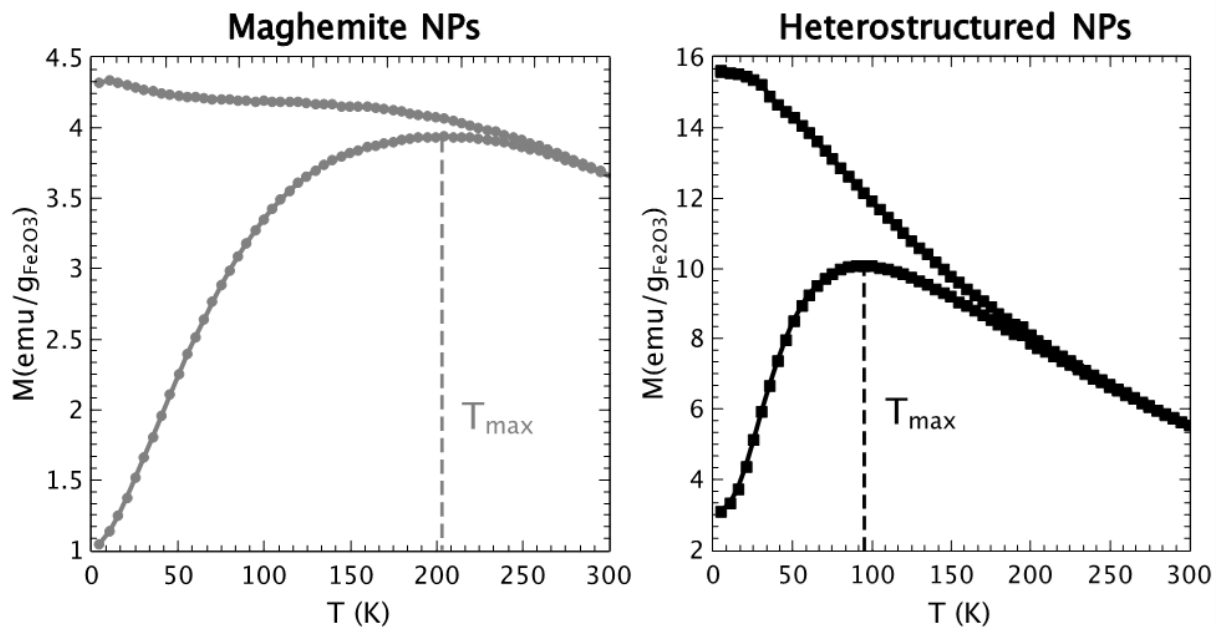 Maghemite NPs
4.5
4
3.5
3
2.5
2
1.5
1
M(emu/gFe2O3)
Tmax
0 50 100 150 200 250 300
T (K)
Heterostructured NPs
16
14
12
10
8
6
4
2
M(emu/gFe2O3)
Tmax
0 50 100 150 200 250 300
T (K)